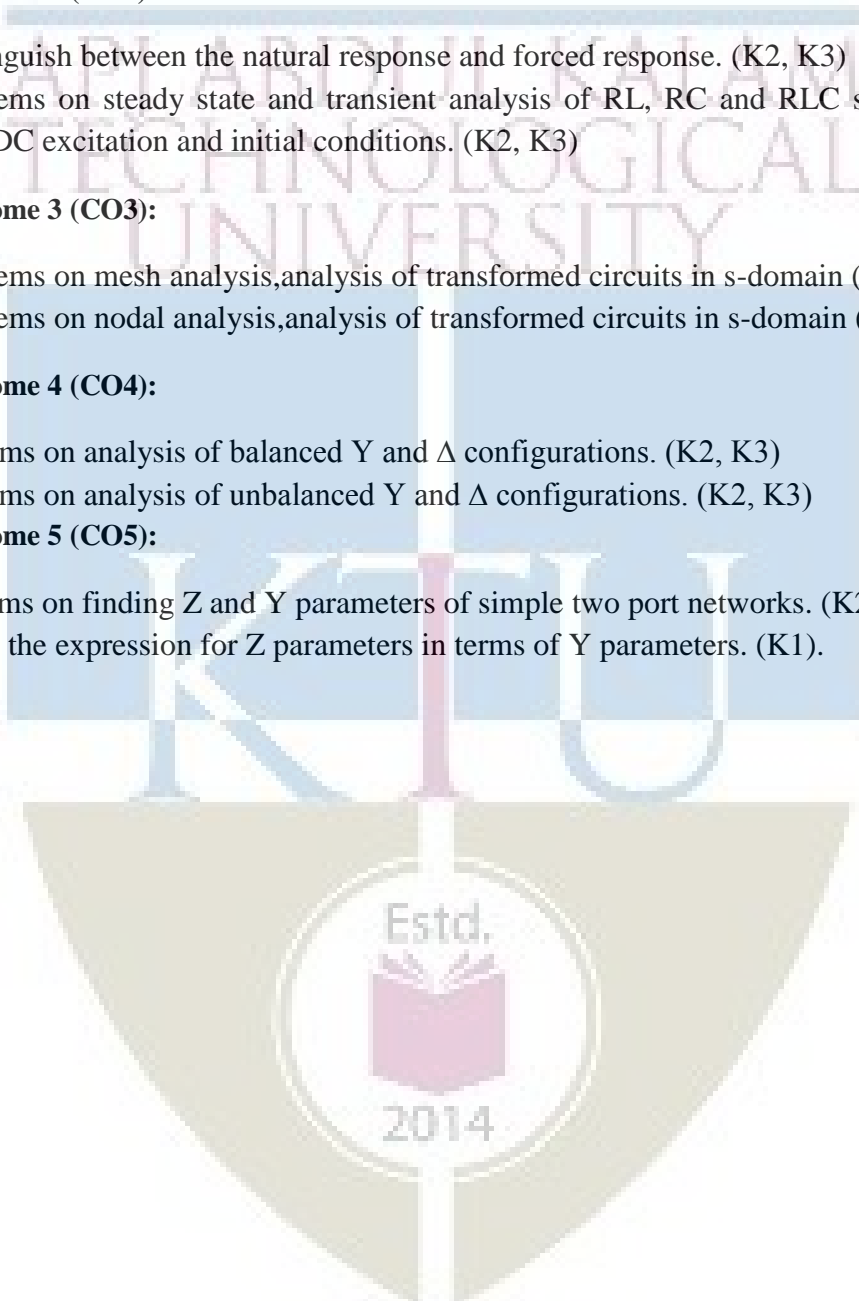 nguish between the natural response and forced response. (K2, K3)
ems on steady state and transient analysis of RL, RC and RLC s
DC excitation and initial conditions. (K2, K3)
ome 3 (CO3):
ems on mesh analysis,analysis of transformed circuits in s-domain (
ems on nodal analysis,analysis of transformed circuits in s-domain (
ome 4 (CO4):
ms on analysis of balanced Y and Δ configurations. (K2, K3)
ms on analysis of unbalanced Y and Δ configurations. (K2, K3)
ome 5 (CO5):
ms on finding Z and Y parameters of simple two port networks. (K2
the expression for Z parameters in terms of Y parameters. (K1).
API ABDUL KALAM
TECHNOLOGICAL
UNIVERSITY
KTU
Estd.
2014